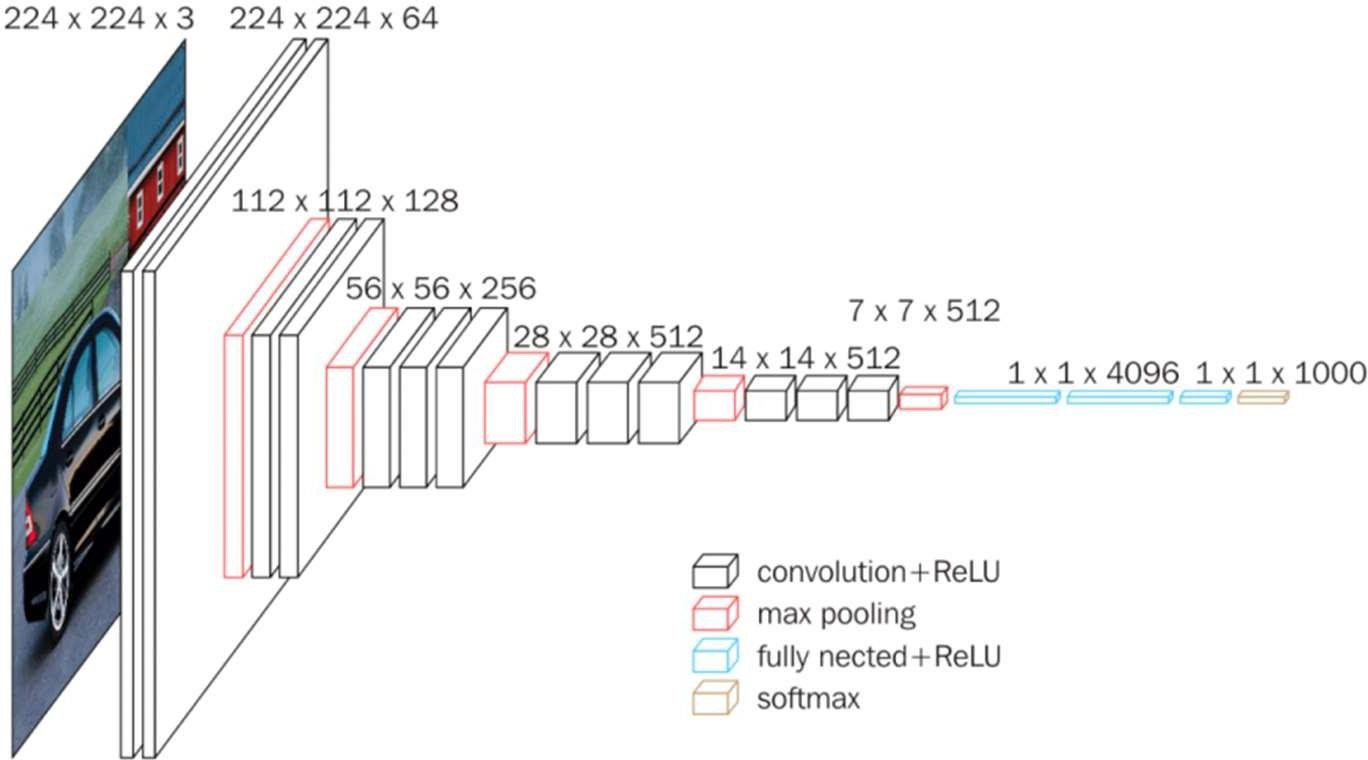 224 x 224 x 3
224 x 224 x 64
112 x 112 x 128
56 x 56 x 256
28 x 28 x 512
14 x 14 x 512
7 x 7 x 512
1 x 1 x 4096
1 x 1 x 1000
convolution+ReLU
max pooling
fully nected+ReLU
softmax